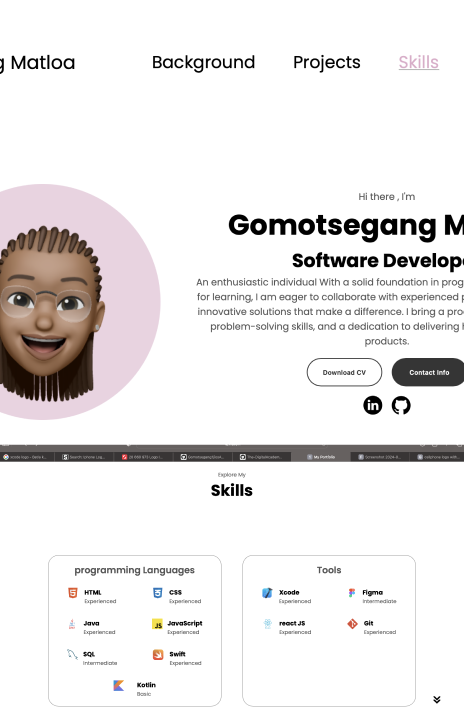 g Matloa Background Projects Skills
Hi there , I'm
Gomotsegang M
Software Develope
An enthusiastic individual With a solid foundation in prog
for learning, I am eager to collaborate with experienced p
innovative solutions that make a difference. I bring a pro
problem-solving skills, and a dedication to delivering h
products.
Download CV Contact Info
in
My Portfolio
Explore My
Skills
programming Languages
HTML CSS
Experienced Experienced
Java JavaScript
Experienced Experienced
SQL Swift
Intermediate Experienced
Kotlin
Basic
Tools
Xcode Figma
Experienced Intermediate
react JS Git
Experienced Experienced